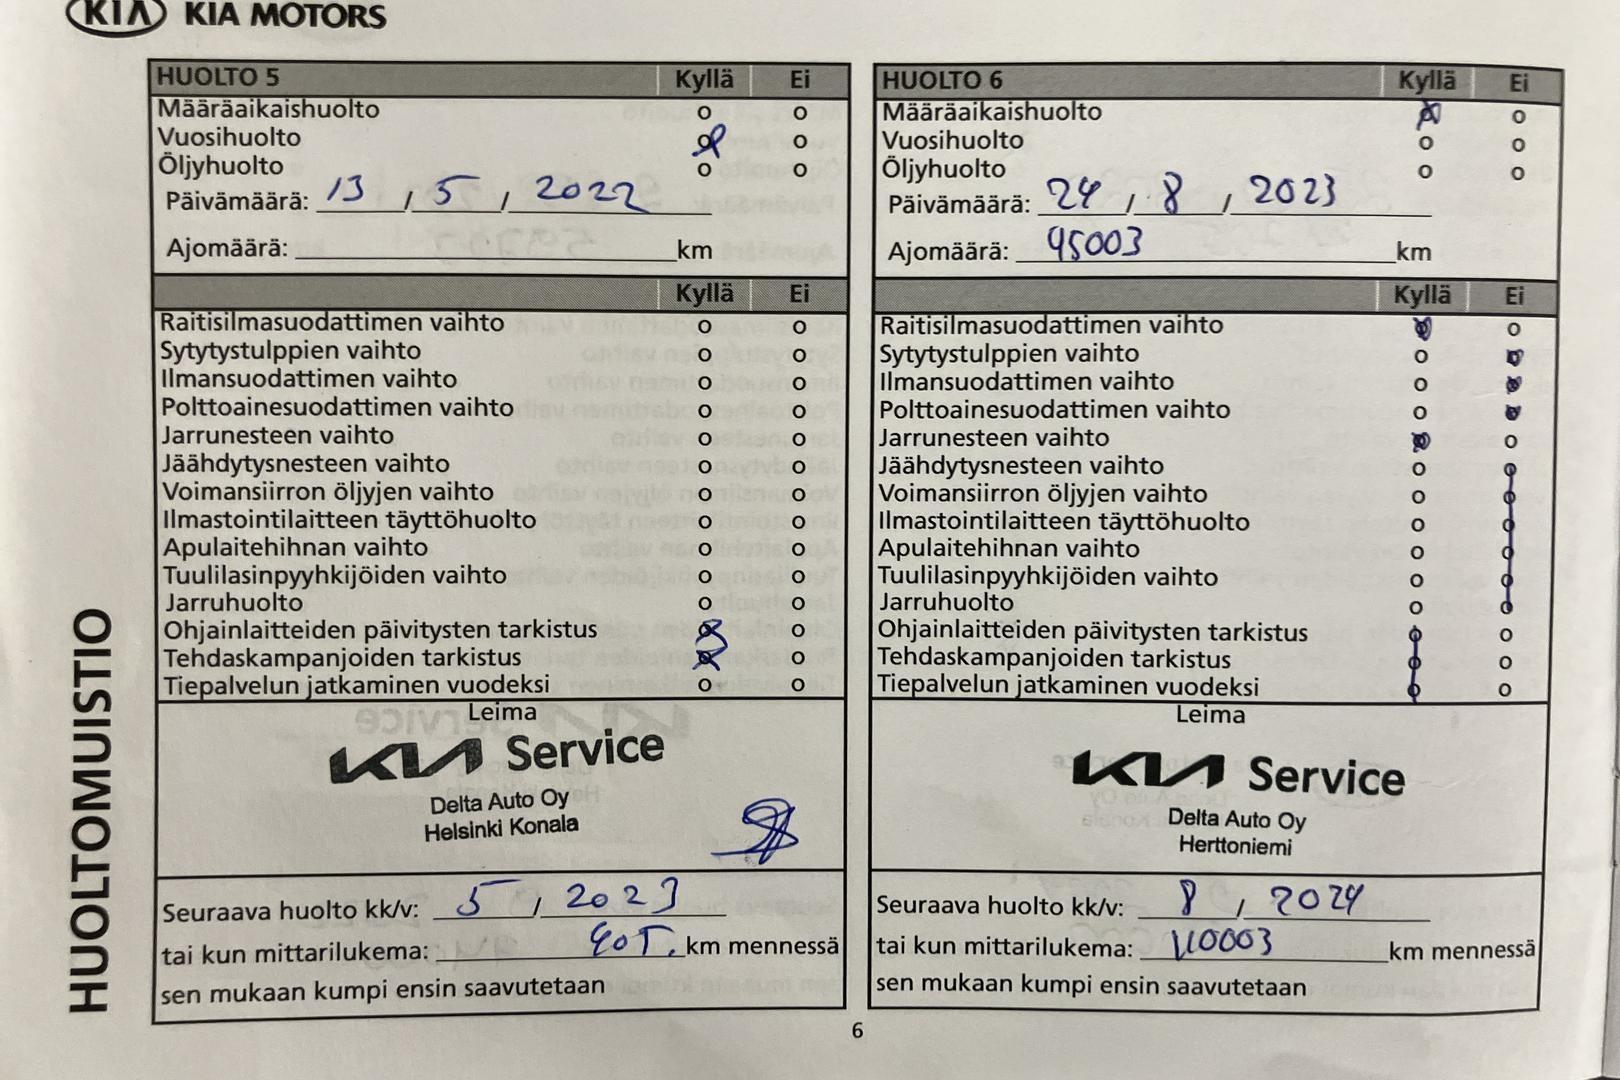 KIA KIA MOTORS
HUOLTOMUISTIO
HUOLTO 5 Kyllä Ei
Määräaikaishuolto
Vuosihuolto
Öljyhuolto
Päivämäärä: 13 / 5 / 2022
Ajomäärä: km
Kyllä Ei
Raitisilmasuodattimen vaihto
Sytytystulppien vaihto
Ilmansuodattimen vaihto
Polttoainesuodattimen vaihto
Jarrunesteen vaihto
Jäähdytysnesteen vaihto
Voimansiirron öljyjen vaihto
Ilmastointilaitteen täyttöhuolto
Apulaitehihnan vaihto
Tuulilasinpyyhkijöiden vaihto
Jarruhuolto
Ohjainlaitteiden päivitysten tarkistus
Tehdaskampanjoiden tarkistus
Tiepalvelun jatkaminen vuodeksi
Leima
KIA Service
Delta Auto Oy
Helsinki Konala
Seuraava huolto kk/v: 5 / 2023
tai kun mittarilukema: 90T. km mennessä
sen mukaan kumpi ensin saavutetaan
HUOLTO 6 Kyllä Ei
Määräaikaishuolto
Vuosihuolto
Öljyhuolto
Päivämäärä: 24 / 8 / 2023
Ajomäärä: 95003 km
Kyllä Ei
Raitisilmasuodattimen vaihto
Sytytystulppien vaihto
Ilmansuodattimen vaihto
Polttoainesuodattimen vaihto
Jarrunesteen vaihto
Jäähdytysnesteen vaihto
Voimansiirron öljyjen vaihto
Ilmastointilaitteen täyttöhuolto
Apulaitehihnan vaihto
Tuulilasinpyyhkijöiden vaihto
Jarruhuolto
Ohjainlaitteiden päivitysten tarkistus
Tehdaskampanjoiden tarkistus
Tiepalvelun jatkaminen vuodeksi
Leima
KIA Service
Delta Auto Oy
Herttoniemi
Seuraava huolto kk/v: 8 / 2024
tai kun mittarilukema: 110003 km mennessä
sen mukaan kumpi ensin saavutetaan
6